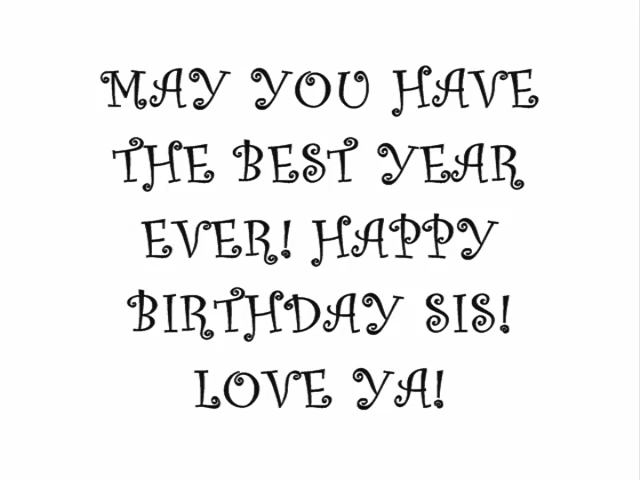 MAY YOU HAVE
THE BEST YEAR
EVER! HAPPY
BIRTHDAY SIS!
LOVE YA!